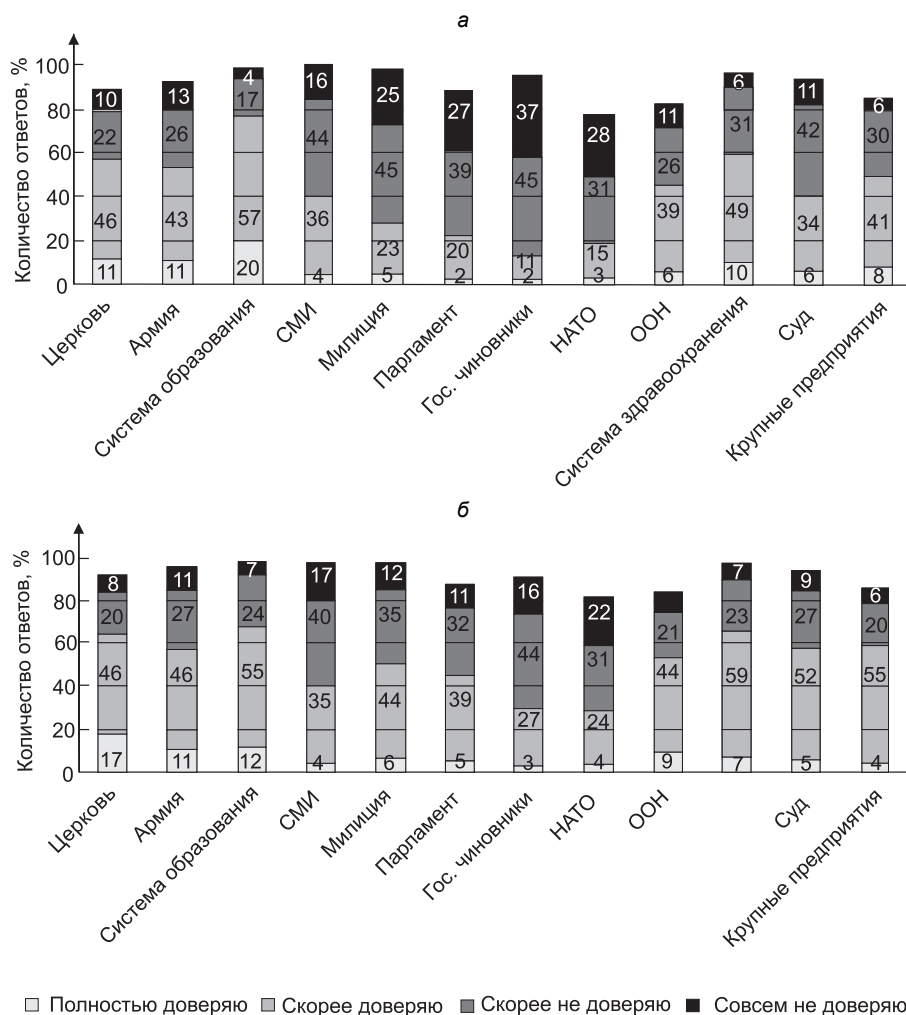 а
Количество ответов, %
100
80
60
40
20
0
10 13 4 16 25 27 37 28 11 6 11 6
22 26 17 44 45 39 45 31 26 31 42 30
46 43 57 36 23 20 11 15 39 49 34 41
11 11 20 4 5 2 2 3 6 10 6 8
Церковь
Армия
Система образования
СМИ
Милиция
Парламент
Гос. чиновники
НАТО
ООН
Система здравоохранения
Суд
Крупные предприятия
б
Количество ответов, %
100
80
60
40
20
0
8 11 7 17 12 11 16 22 7 9 6
20 27 24 40 35 32 44 31 21 23 27 20
46 46 55 35 44 39 27 24 44 59 52 55
17 11 12 4 6 5 3 4 9 7 5 4
Церковь
Армия
Система образования
СМИ
Милиция
Парламент
Гос. чиновники
НАТО
ООН
Суд
Крупные предприятия
Полностью доверяю Скорее доверяю Скорее не доверяю Совсем не доверяю